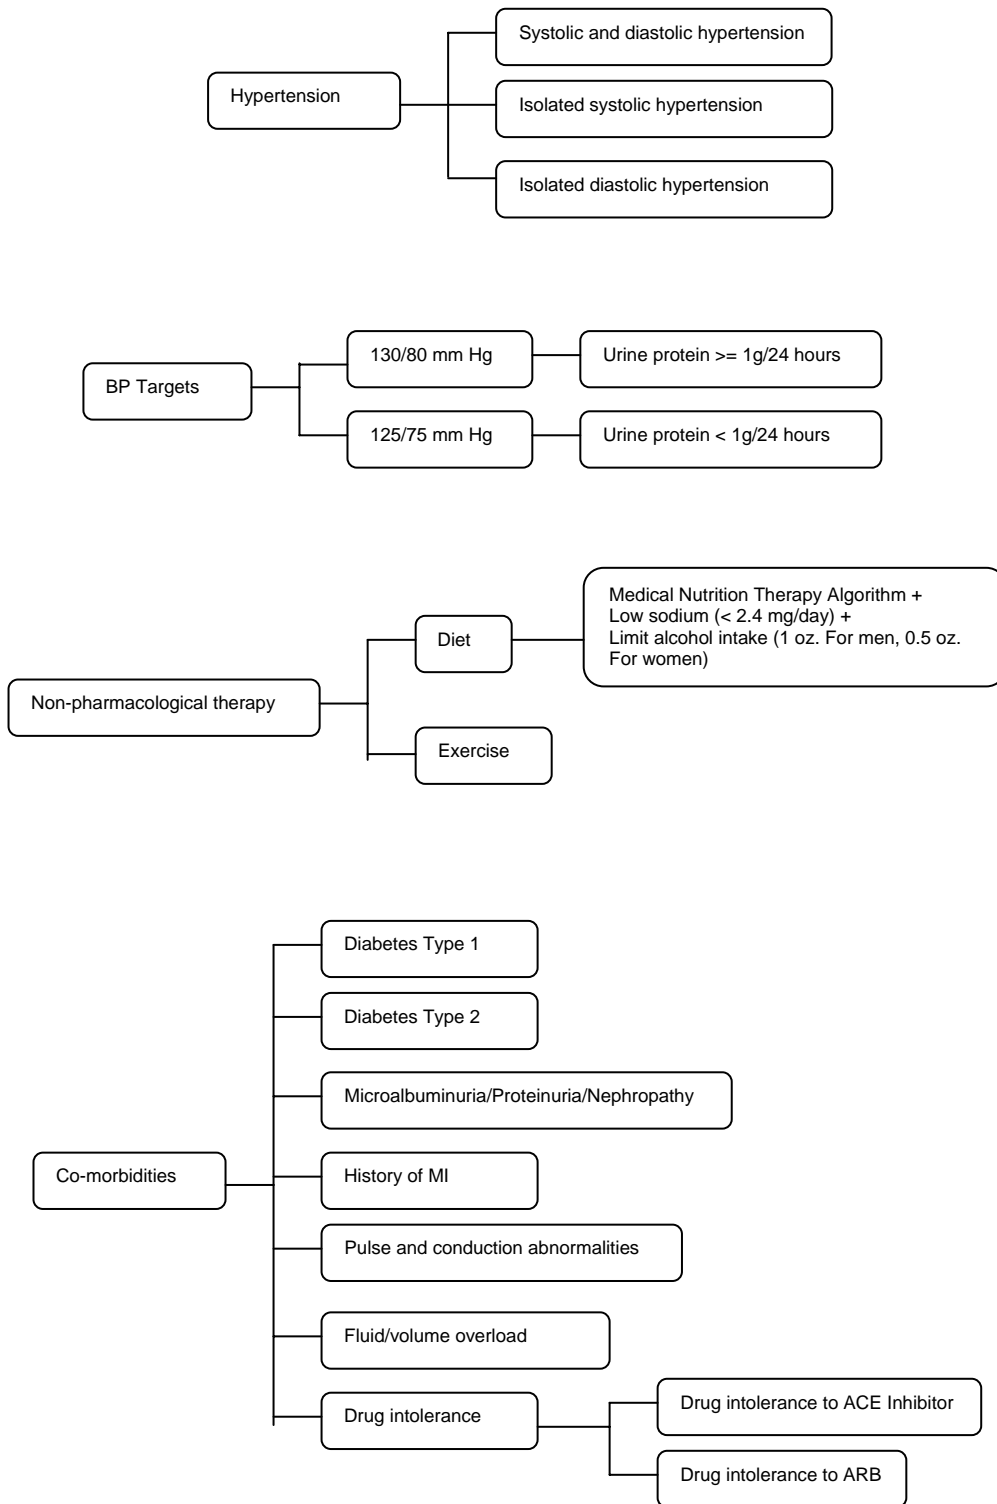 Systolic and diastolic hypertension
Hypertension
Isolated systolic hypertension
Isolated diastolic hypertension
130/80 mm Hg
Urine protein >= 1g/24 hours
BP Targets
125/75 mm Hg
Urine protein < 1g/24 hours
Medical Nutrition Therapy Algorithm +
Low sodium (< 2.4 mg/day) +
Limit alcohol intake (1 oz. For men, 0.5 oz.
For women)
Diet
Non-pharmacological therapy
Exercise
Diabetes Type 1
Diabetes Type 2
Microalbuminuria/Proteinuria/Nephropathy
Co-morbidities
History of MI
Pulse and conduction abnormalities
Fluid/volume overload
Drug intolerance
Drug intolerance to ACE Inhibitor
Drug intolerance to ARB